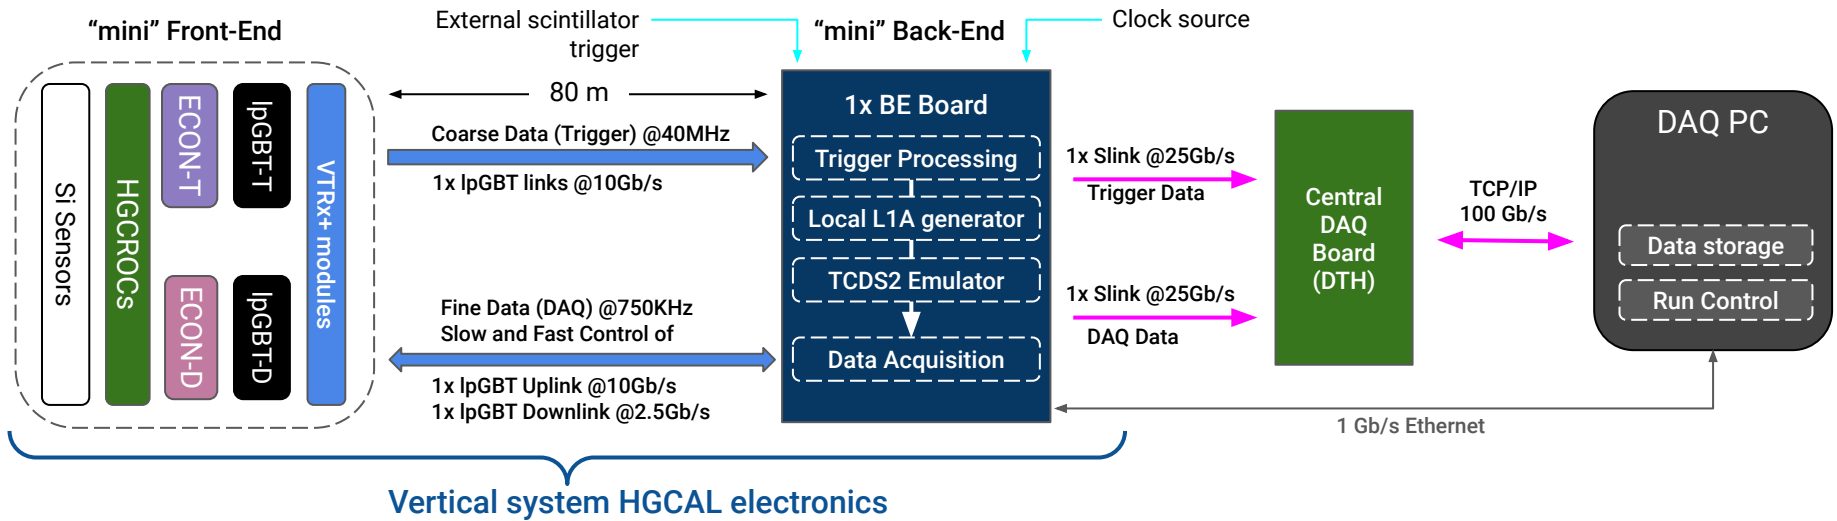 “mini” Front-End
External scintillator
trigger
“mini” Back-End
Clock source
Si Sensors
HGCROCs
ECON-T
lpGBT-T
ECON-D
lpGBT-D
VTRx+ modules
80 m
Coarse Data (Trigger) @40MHz
1x lpGBT links @10Gb/s
Fine Data (DAQ) @750KHz
Slow and Fast Control of
1x lpGBT Uplink @10Gb/s
1x lpGBT Downlink @2.5Gb/s
1x BE Board
Trigger Processing
Local L1A generator
TCDS2 Emulator
Data Acquisition
1x Slink @25Gb/s
Trigger Data
1x Slink @25Gb/s
DAQ Data
Central
DAQ
Board
(DTH)
TCP/IP
100 Gb/s
DAQ PC
Data storage
Run Control
1 Gb/s Ethernet
Vertical system HGCAL electronics